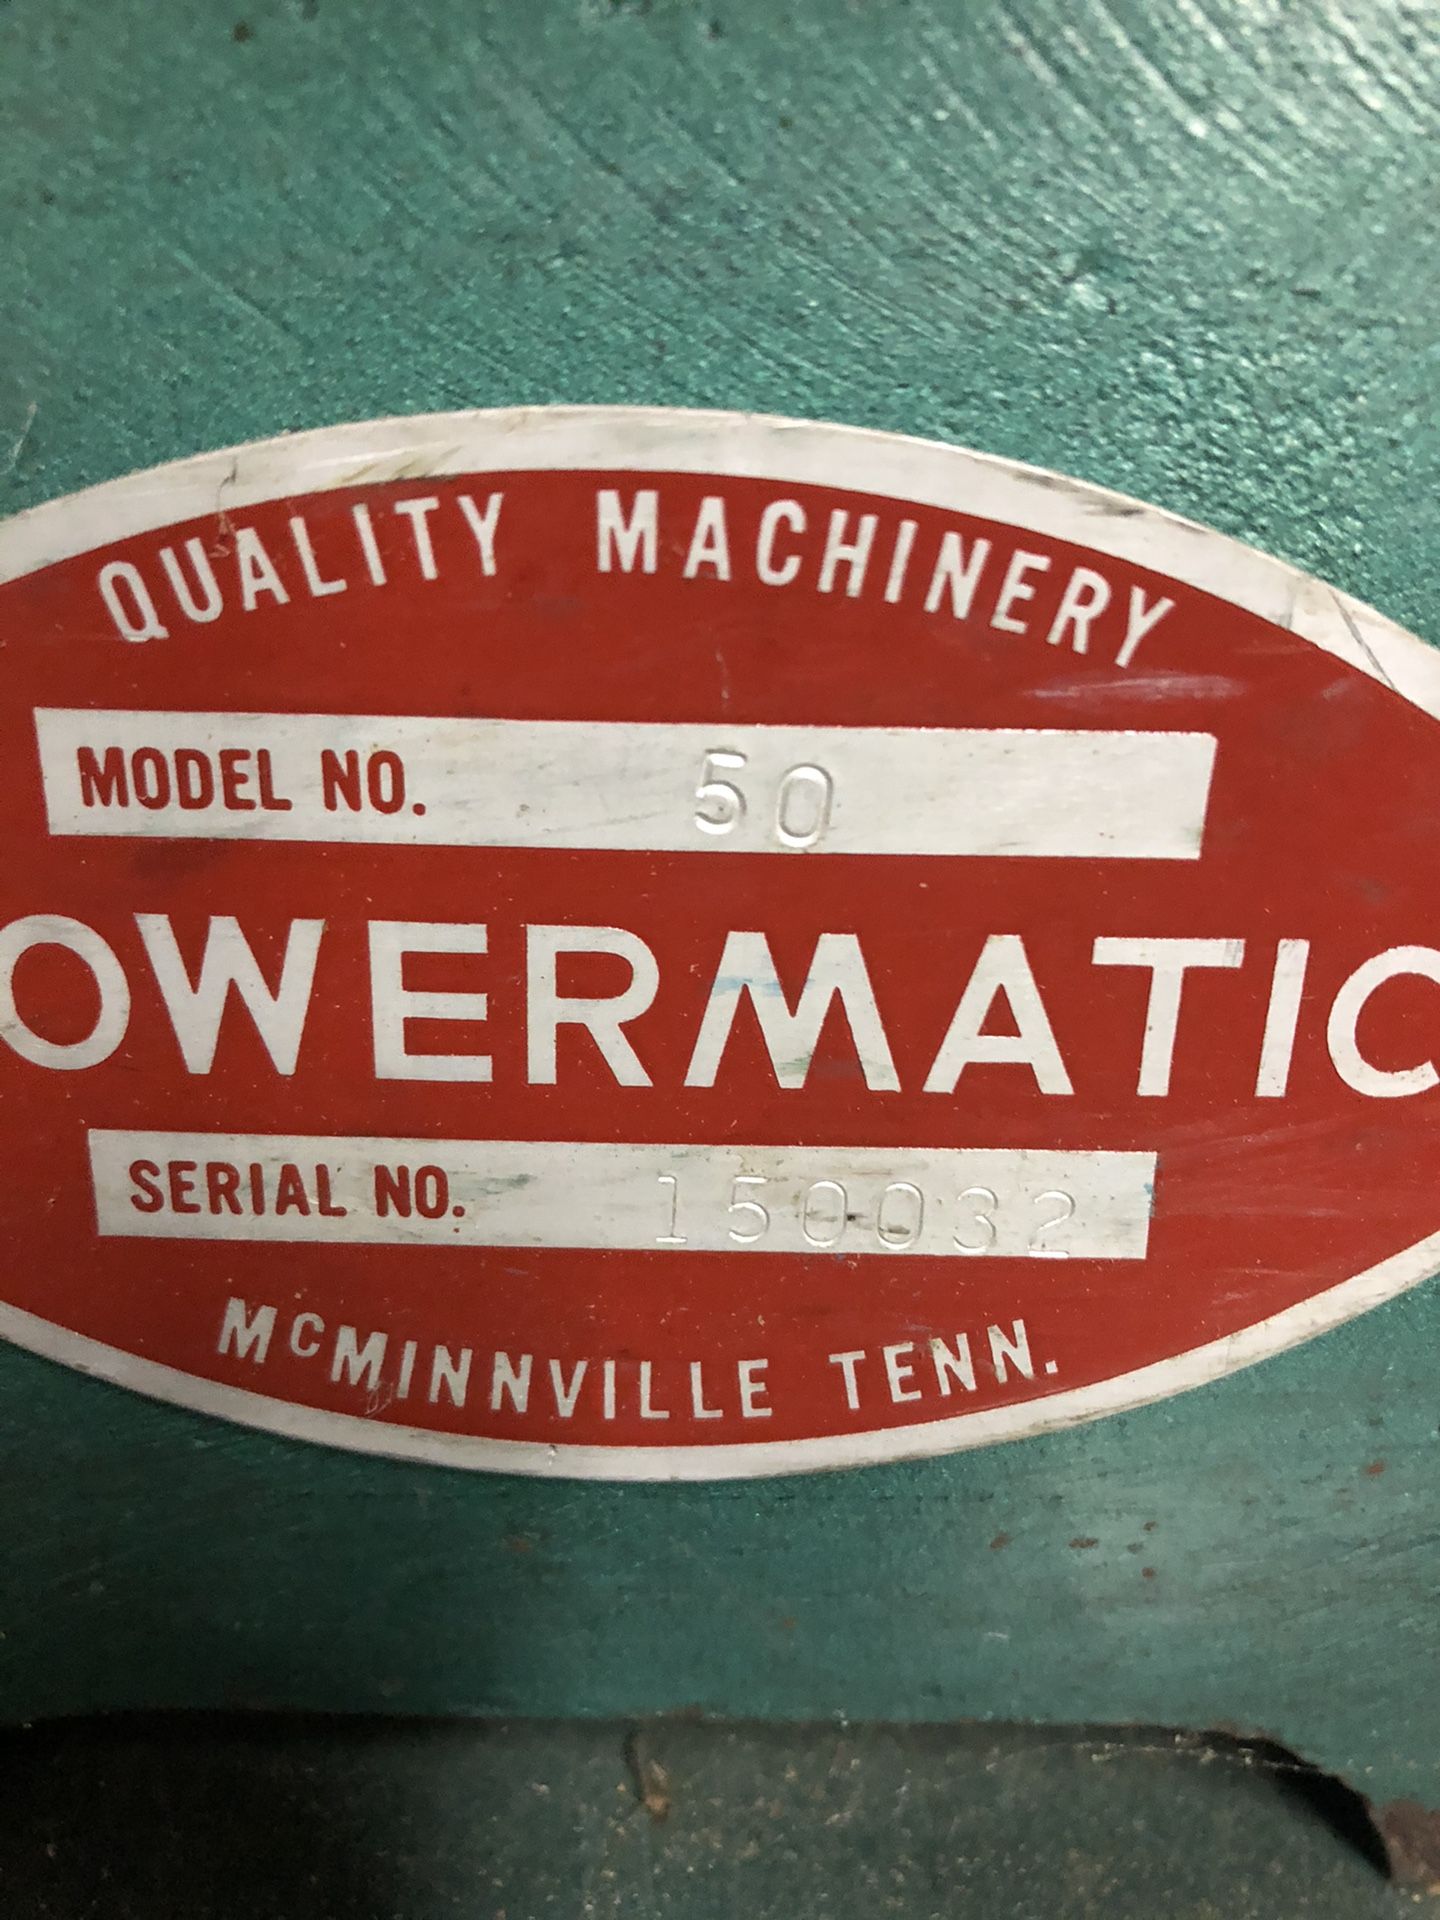 QUALITY MACHINERY
MODEL NO. 50
OWERMATIC
SERIAL NO. 150032
McMINNVILLE TENN.